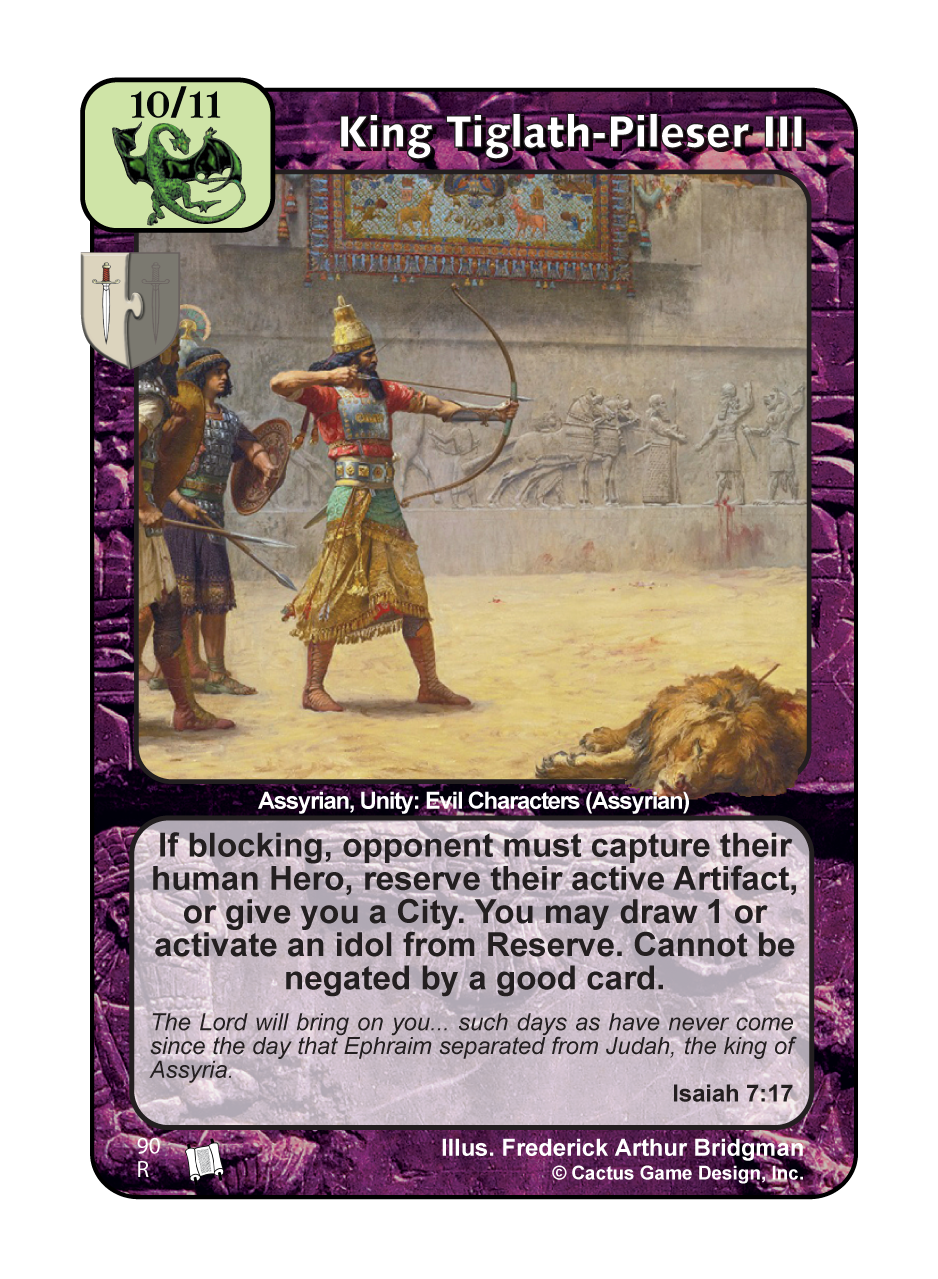 10/11
King Tiglath-Pileser III
Assyrian, Unity: Evil Characters (Assyrian)
If blocking, opponent must capture their
human Hero, reserve their active Artifact,
or give you a City. You may draw 1 or
activate an idol from Reserve. Cannot be
negated by a good card.
The Lord will bring on you... such days as have never come
since the day that Ephraim separated from Judah, the king of
Assyria.
Isaiah 7:17
90
R
Illus. Frederick Arthur Bridgman
© Cactus Game Design, Inc.